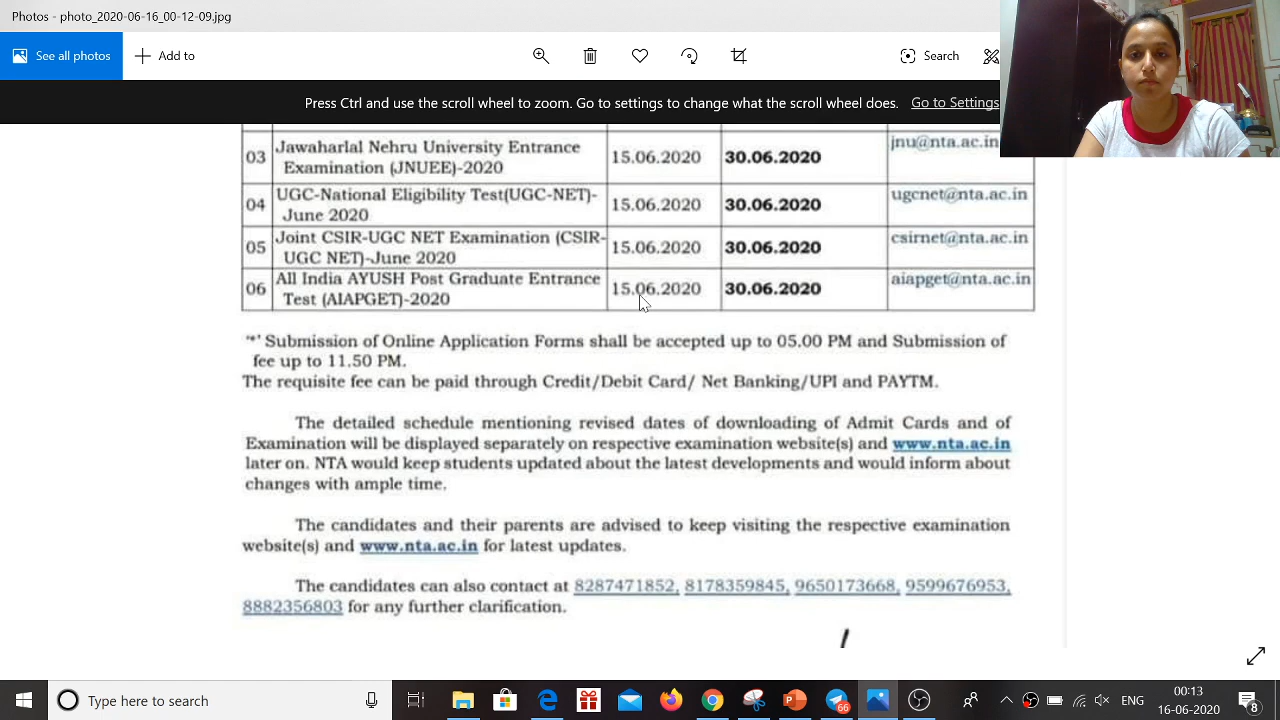 Photos - photo_2020-06-16_00-12-09.jpg
See all photos
Add to
Search
Press Ctrl and use the scroll wheel to zoom. Go to settings to change what the scroll wheel does. Go to Settings
03 Jawaharlal Nehru University Entrance 15.06.2020 30.06.2020 jnu@nta.ac.in
Examination (JNUEE)-2020
04 UGC-National Eligibility Test(UGC-NET)- 15.06.2020 30.06.2020 ugcnet@nta.ac.in
June 2020
05 Joint CSIR-UGC NET Examination (CSIR- 15.06.2020 30.06.2020 csirnet@nta.ac.in
UGC NET)-June 2020
06 All India AYUSH Post Graduate Entrance 15.06.2020 30.06.2020 aiapget@nta.ac.in
Test (AIAPGET)-2020
'*' Submission of Online Application Forms shall be accepted up to 05.00 PM and Submission of
fee up to 11.50 PM.
The requisite fee can be paid through Credit/Debit Card/ Net Banking/UPI and PAYTM.
The detailed schedule mentioning revised dates of downloading of Admit Cards and of
Examination will be displayed separately on respective examination website(s) and www.nta.ac.in
later on. NTA would keep students updated about the latest developments and would inform about
changes with ample time.
The candidates and their parents are advised to keep visiting the respective examination
website(s) and www.nta.ac.in for latest updates.
The candidates can also contact at 8287471852, 8178359845, 9650173668, 9599676953,
8882356803 for any further clarification.
Type here to search
66
ENG
00:13
16-06-2020
8